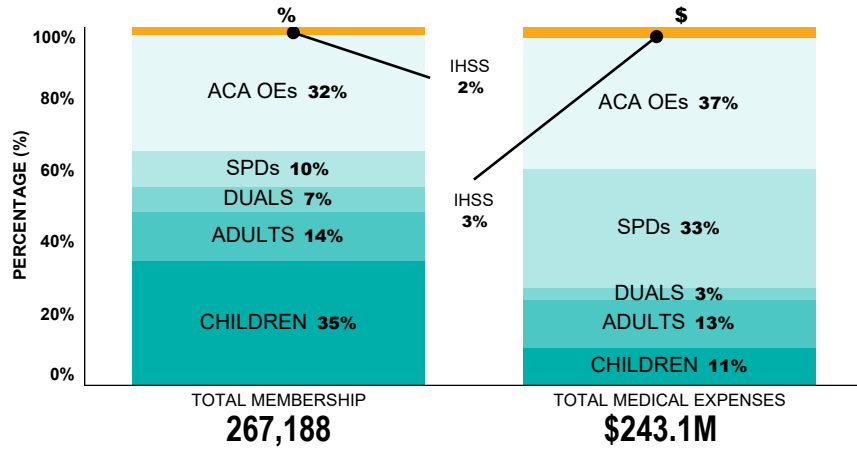 %
$
PERCENTAGE (%)
100%
80%
60%
40%
20%
0%
ACA OEs 32%
SPDs 10%
DUALS 7%
ADULTS 14%
CHILDREN 35%
IHSS
2%
IHSS
3%
ACA OEs 37%
SPDs 33%
DUALS 3%
ADULTS 13%
CHILDREN 11%
TOTAL MEMBERSHIP
267,188
TOTAL MEDICAL EXPENSES
$243.1M